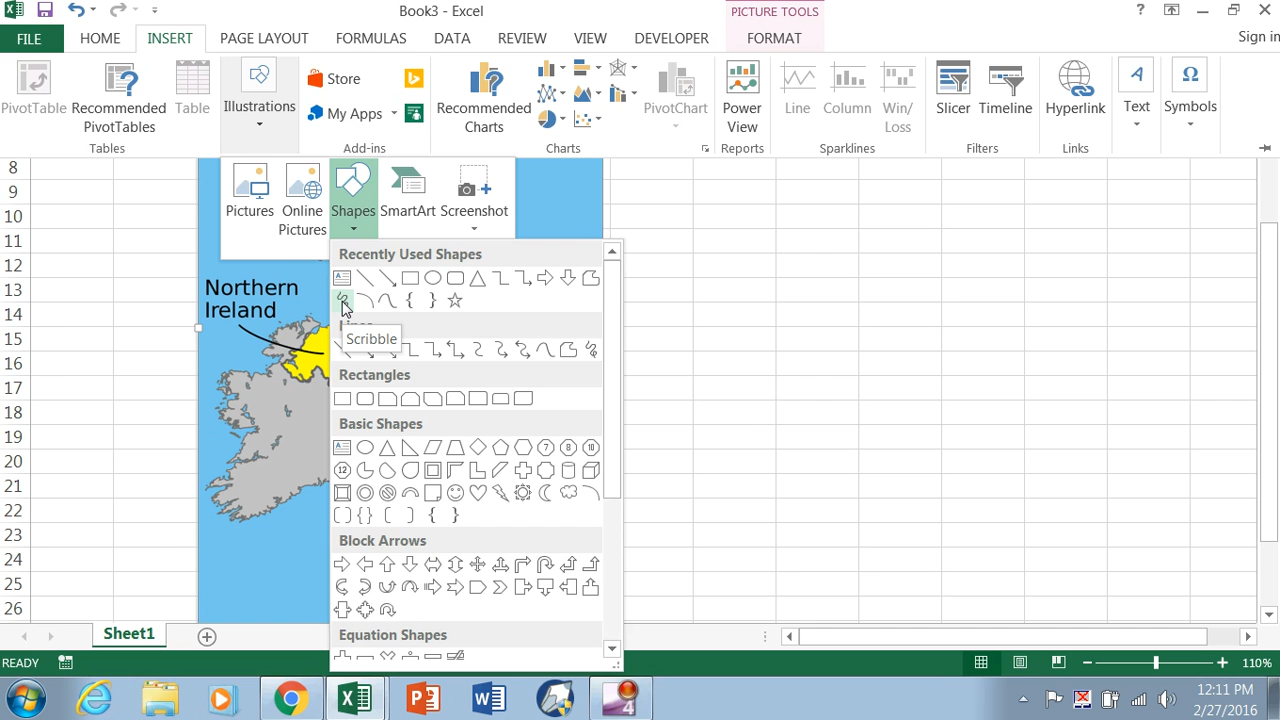 Book3 - Excel
PICTURE TOOLS
?
FILE
HOME
INSERT
PAGE LAYOUT
FORMULAS
DATA
REVIEW
VIEW
DEVELOPER
FORMAT
Sign in
PivotTable
Recommended
PivotTables
Table
Illustrations
Store
My Apps
Recommended
Charts
PivotChart
Power
View
Line
Column
Win/
Loss
Slicer
Timeline
Hyperlink
Text
Symbols
Tables
Add-ins
Charts
Reports
Sparklines
Filters
Links
Pictures
Online
Pictures
Shapes
SmartArt
Screenshot
8
9
10
11
12
13
14
15
16
17
18
19
20
21
22
23
24
25
26
Northern
Ireland
Recently Used Shapes
Scribble
Rectangles
Basic Shapes
Block Arrows
Equation Shapes
Sheet1
READY
110%
12:11 PM
2/27/2016